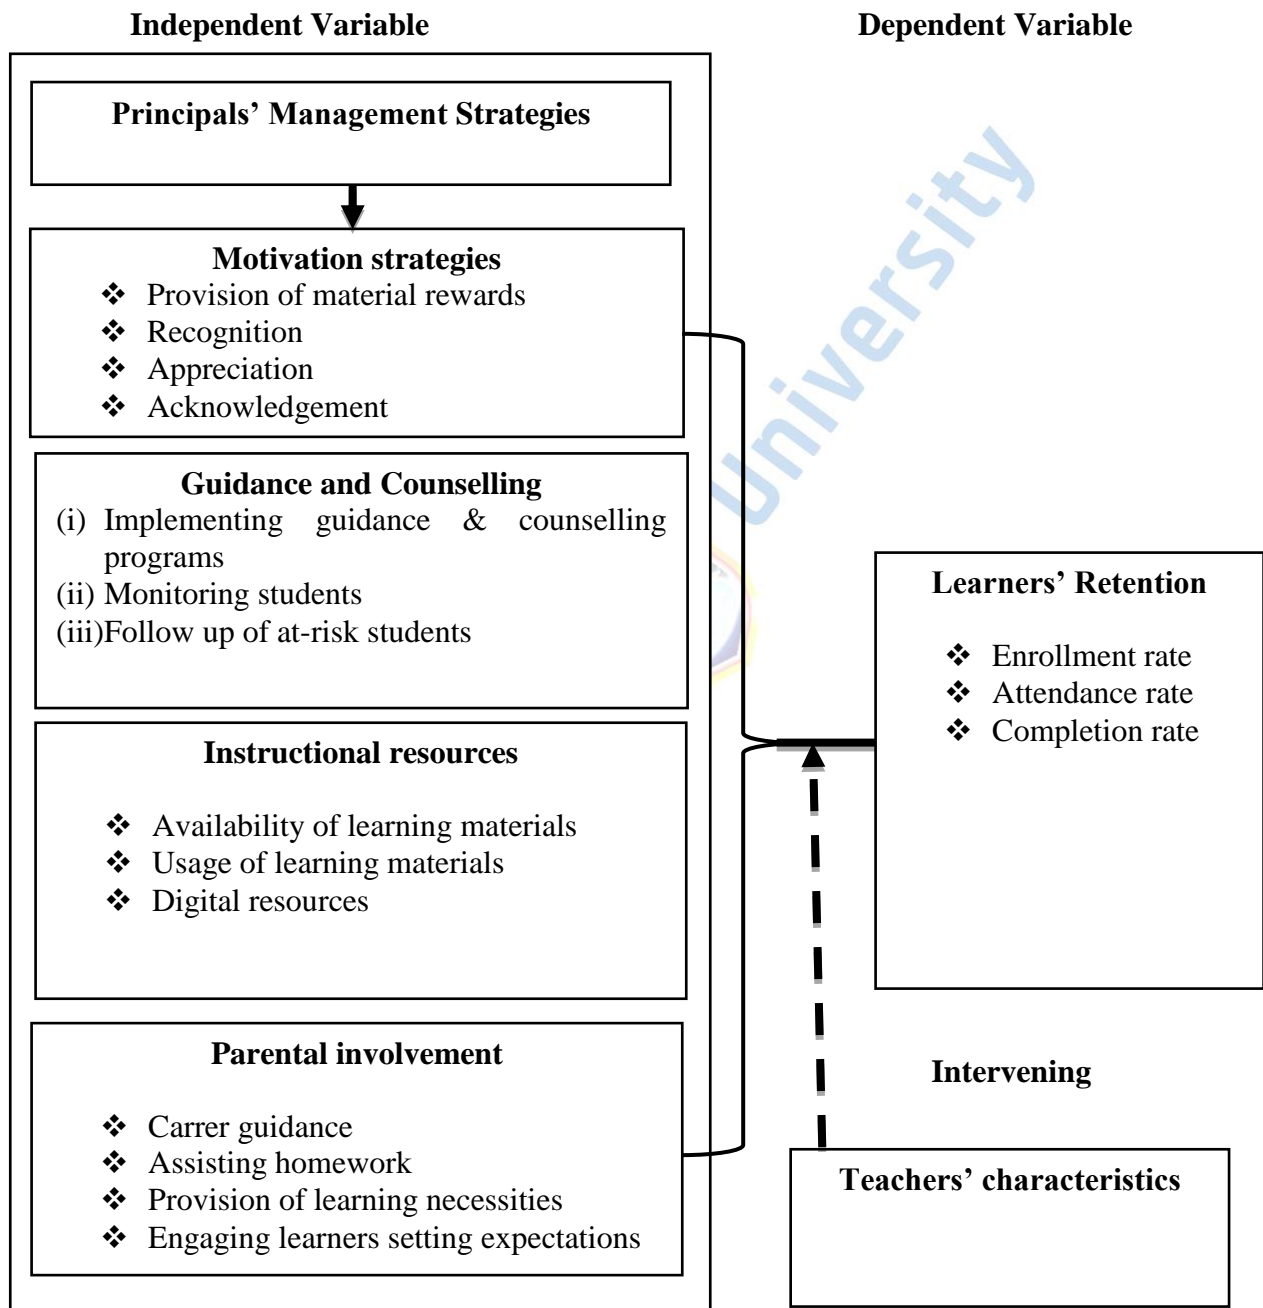 Independent Variable
Dependent Variable
Principals’ Management Strategies
Motivation strategies
❖ Provision of material rewards
❖ Recognition
❖ Appreciation
❖ Acknowledgement
Guidance and Counselling
(i) Implementing guidance & counselling
programs
(ii) Monitoring students
(iii)Follow up of at-risk students
Instructional resources
❖ Availability of learning materials
❖ Usage of learning materials
❖ Digital resources
Parental involvement
❖ Carrer guidance
❖ Assisting homework
❖ Provision of learning necessities
❖ Engaging learners setting expectations
University
Learners’ Retention
❖ Enrollment rate
❖ Attendance rate
❖ Completion rate
Intervening
Teachers’ characteristics